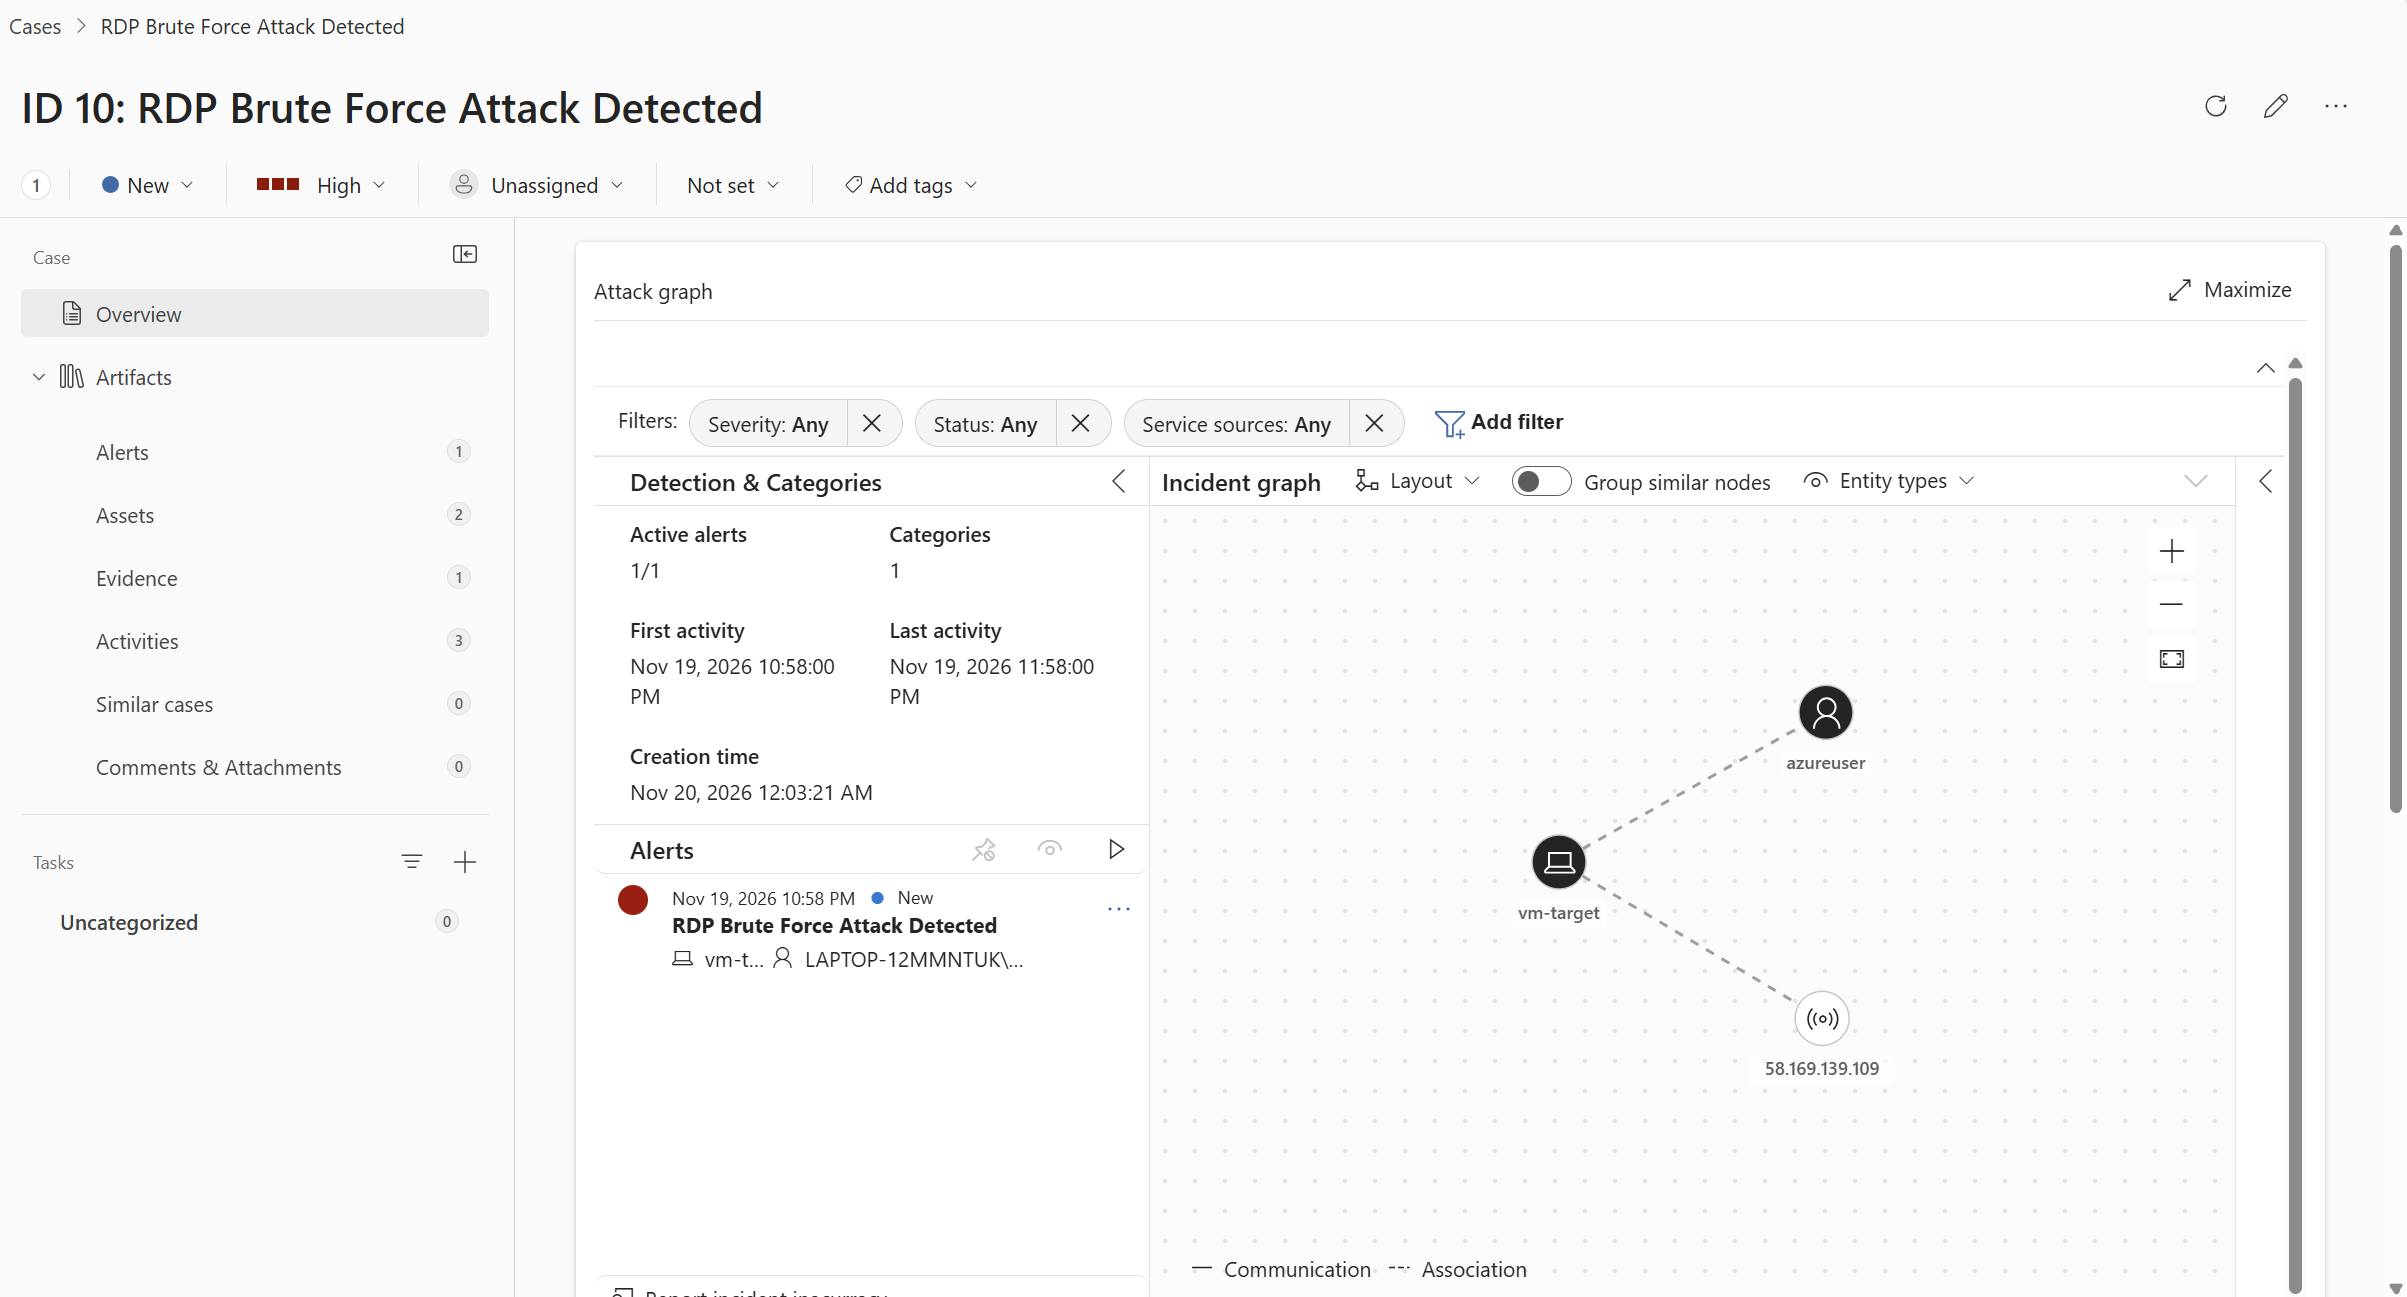 Cases > RDP Brute Force Attack Detected
ID 10: RDP Brute Force Attack Detected
1 New High Unassigned Not set Add tags
Case
Overview
Artifacts
Alerts 1
Assets 2
Evidence 1
Activities 3
Similar cases 0
Comments & Attachments 0
Tasks
Uncategorized 0
Attack graph
Maximize
Filters: Severity: Any Status: Any Service sources: Any Add filter
Detection & Categories
Active alerts
1/1
Categories
1
First activity
Nov 19, 2026 10:58:00
PM
Last activity
Nov 19, 2026 11:58:00
PM
Creation time
Nov 20, 2026 12:03:21 AM
Alerts
Nov 19, 2026 10:58 PM New
RDP Brute Force Attack Detected
vm-t... LAPTOP-12MMNTUK\...
Report incident inaccuracy
Incident graph Layout Group similar nodes Entity types
azureuser
vm-target
58.169.139.109
Communication Association